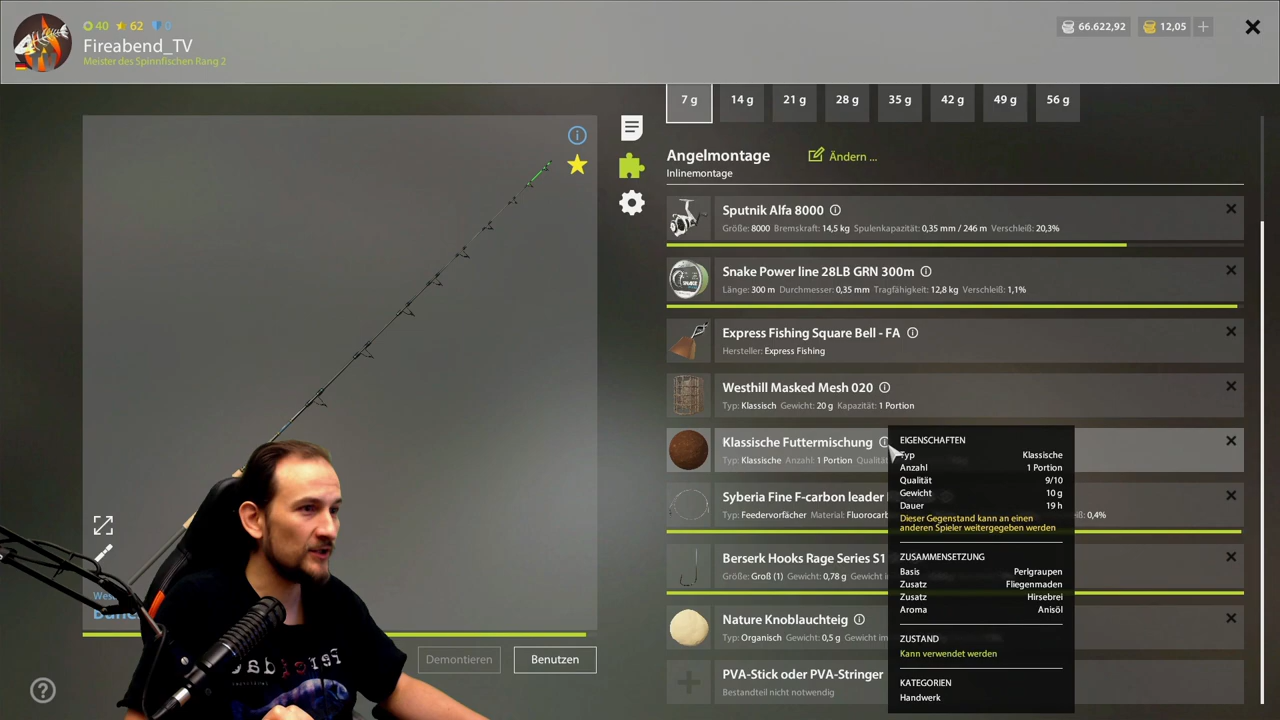 40 62 0
Fireabend_TV
Meister des Spinnfischen Rang 2
66.622,92 12,05
7 g 14 g 21 g 28 g 35 g 42 g 49 g 56 g
Angelmontage Ändern ...
Inlinemontage
Sputnik Alfa 8000
Größe: 8000 Bremskraft: 14,5 kg Spulenkapazität: 0,35 mm / 246 m Verschleiß: 20,3%
Snake Power line 28LB GRN 300m
Länge: 300 m Durchmesser: 0,35 mm Tragfähigkeit: 12,8 kg Verschleiß: 1,1%
Express Fishing Square Bell - FA
Hersteller: Express Fishing
Westhill Masked Mesh 020
Typ: Klassisch Gewicht: 20 g Kapazität: 1 Portion
Klassische Futtermischung
Typ: Klassische Anzahl: 1 Portion
Syberia Fine F-carbon leader
Typ: Feedervorfächer Material: 0,4%
Berserk Hooks Rage Series S1
Größe: Groß (1) Gewicht: 0,78 g Gewicht
Nature Knoblauchteig
Typ: Organisch Gewicht: 0,5 g Gewicht
PVA-Stick oder PVA-Stringer
Bestandteil nicht notwendig
EIGENSCHAFTEN
Typ Klassische
Anzahl 1 Portion
Qualität 9/10
Gewicht 10 g
Dauer 19 h
Dieser Gegenstand kann an einen
anderen Spieler weitergegeben werden
ZUSAMMENSETZUNG
Basis Perlgraupen
Zusatz Fliegenmaden
Zusatz Hirsebrei
Aroma Anisöl
ZUSTAND
Kann verwendet werden
KATEGORIEN
Handwerk
Demontieren Benutzen